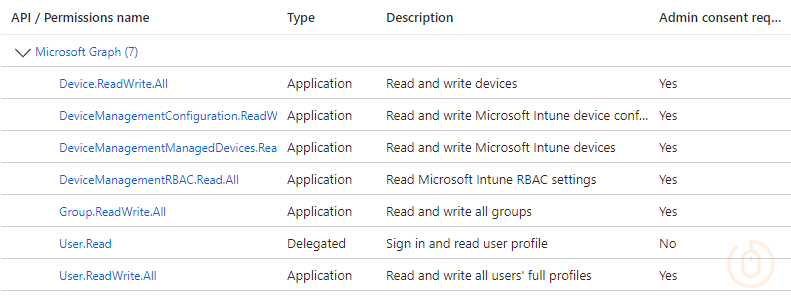 API / Permissions name Type Description Admin consent req...
Microsoft Graph (7)
Device.ReadWrite.All Application Read and write devices Yes
DeviceManagementConfiguration.ReadW Application Read and write Microsoft Intune device conf... Yes
DeviceManagementManagedDevices.Rea Application Read and write Microsoft Intune devices Yes
DeviceManagementRBAC.Read.All Application Read Microsoft Intune RBAC settings Yes
Group.ReadWrite.All Application Read and write all groups Yes
User.Read Delegated Sign in and read user profile No
User.ReadWrite.All Application Read and write all users' full profiles Yes